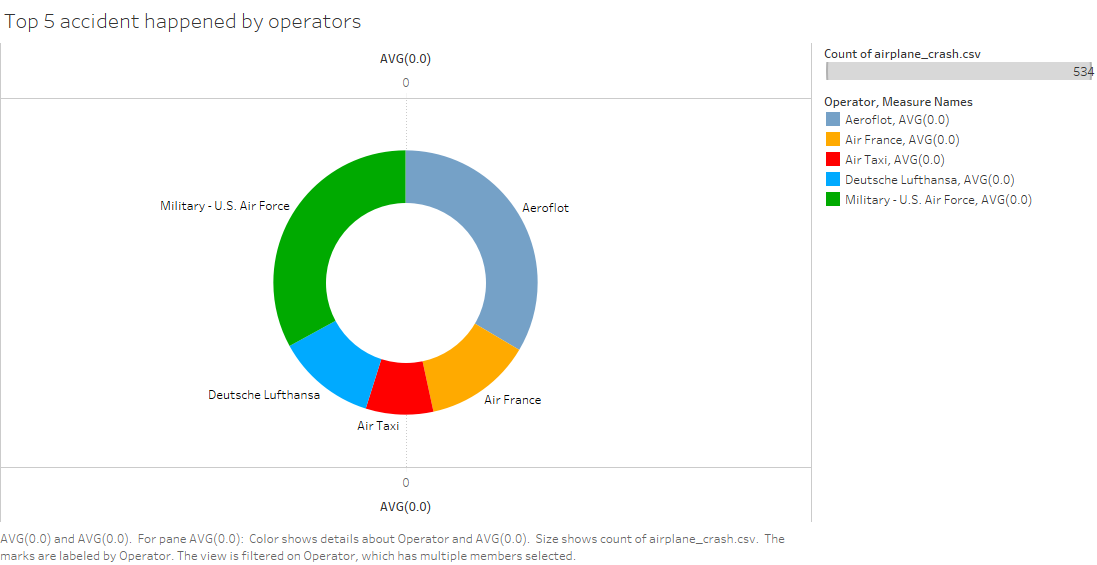 Top 5 accident happened by operators
AVG(0.0)
0
Military - U.S. Air Force
Aeroflot
Deutsche Lufthansa
Air France
Air Taxi
0
AVG(0.0)
Count of airplane_crash.csv
534
Operator, Measure Names
Aeroflot, AVG(0.0)
Air France, AVG(0.0)
Air Taxi, AVG(0.0)
Deutsche Lufthansa, AVG(0.0)
Military - U.S. Air Force, AVG(0.0)
AVG(0.0) and AVG(0.0).  For pane AVG(0.0):  Color shows details about Operator and AVG(0.0).  Size shows count of airplane_crash.csv.  The
marks are labeled by Operator. The view is filtered on Operator, which has multiple members selected.